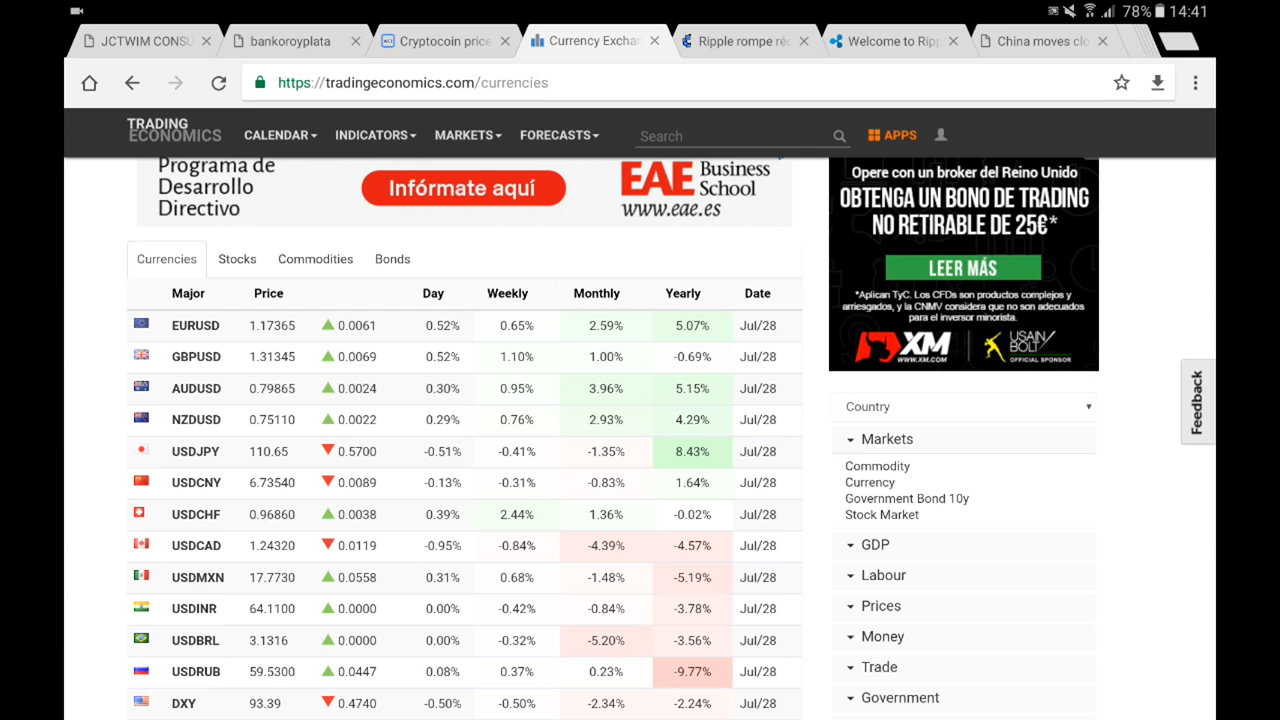 78% 14:41
JCTWIM CONSU
bankoroyplata
Cryptocoin price
Currency Exchan
Ripple rompe réc
Welcome to Ripp
China moves clo
https://tradingeconomics.com/currencies
TRADING
ECONOMICS
CALENDAR
INDICATORS
MARKETS
FORECASTS
Search
APPS
Programa de
Desarrollo
Directivo
Infórmate aquí
EAE Business
School
www.eae.es
Opere con un broker del Reino Unido
OBTENGA UN BONO DE TRADING
NO RETIRABLE DE 25€*
LEER MÁS
*Aplican TyC. Los CFDs son productos complejos y
arriesgados, y la CNMV considera que no son adecuados
para el inversor minorista.
XM
WWW.XM.COM
USAIN
BOLT
OFFICIAL SPONSOR
Currencies Stocks Commodities Bonds
Major Price Day Weekly Monthly Yearly Date
EURUSD 1.17365 0.0061 0.52% 0.65% 2.59% 5.07% Jul/28
GBPUSD 1.31345 0.0069 0.52% 1.10% 1.00% -0.69% Jul/28
AUDUSD 0.79865 0.0024 0.30% 0.95% 3.96% 5.15% Jul/28
NZDUSD 0.75110 0.0022 0.29% 0.76% 2.93% 4.29% Jul/28
USDJPY 110.65 0.5700 -0.51% -0.41% -1.35% 8.43% Jul/28
USDCNY 6.73540 0.0089 -0.13% -0.31% -0.83% 1.64% Jul/28
USDCHF 0.96860 0.0038 0.39% 2.44% 1.36% -0.02% Jul/28
USDCAD 1.24320 0.0119 -0.95% -0.84% -4.39% -4.57% Jul/28
USDMXN 17.7730 0.0558 0.31% 0.68% -1.48% -5.19% Jul/28
USDINR 64.1100 0.0000 0.00% -0.42% -0.84% -3.78% Jul/28
USDBRL 3.1316 0.0000 0.00% -0.32% -5.20% -3.56% Jul/28
USDRUB 59.5300 0.0447 0.08% 0.37% 0.23% -9.77% Jul/28
DXY 93.39 0.4740 -0.50% -0.50% -2.34% -2.24% Jul/28
Country
Markets
Commodity
Currency
Government Bond 10y
Stock Market
GDP
Labour
Prices
Money
Trade
Government
Feedback